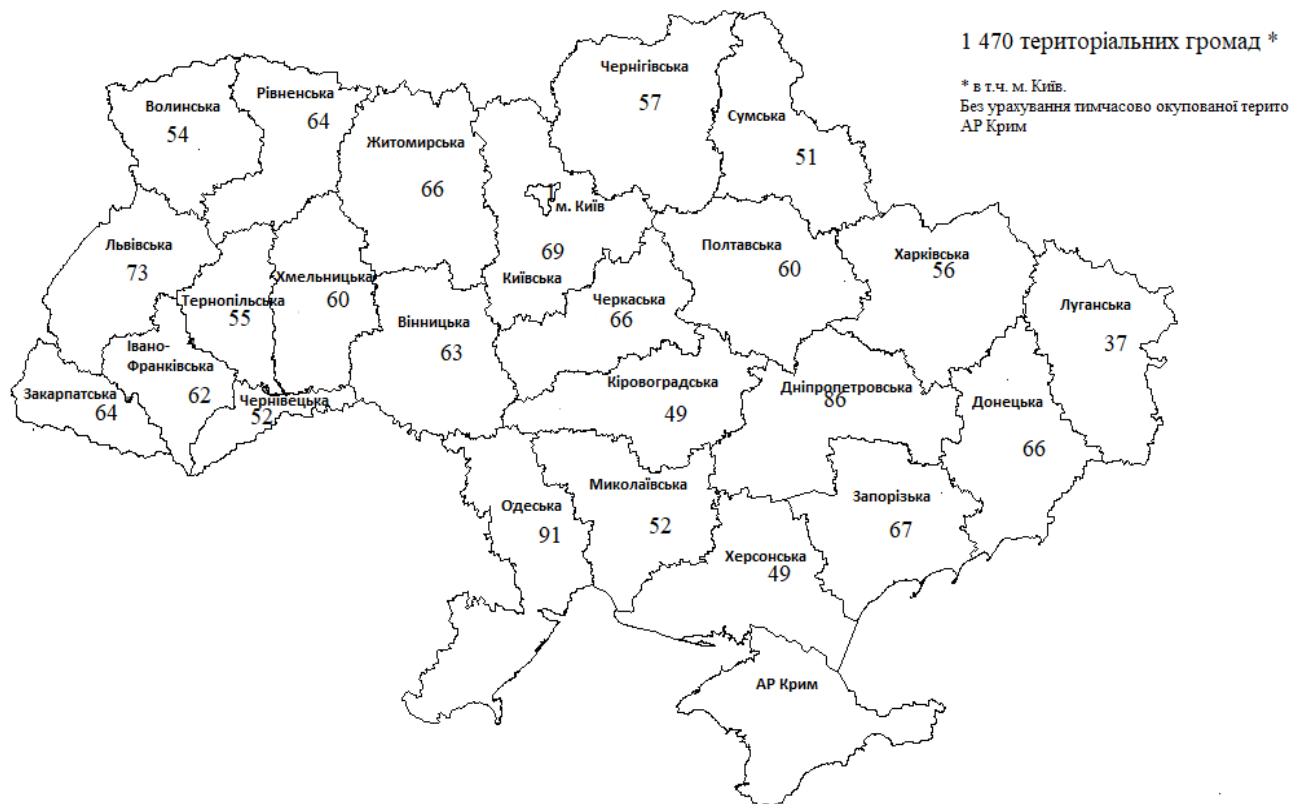 1 470 територіальних громад *
* в т.ч. м. Київ.
Без урахування тимчасово окупованої терито
АР Крим
Чернігівська
57
Сумська
51
Волинська
54
Рівненська
64
Житомирська
66
1
м. Київ
69
Київська
Львівська
73
Тернопільська
55
Хмельницька
60
Вінницька
63
Черкаська
66
Полтавська
60
Харківська
56
Луганська
37
Івано-
Франківська
62
Закарпатська
64
Чернівецька
52
Кіровоградська
49
Дніпропетровська
86
Донецька
66
Одеська
91
Миколаївська
52
Запорізька
67
Херсонська
49
АР Крим